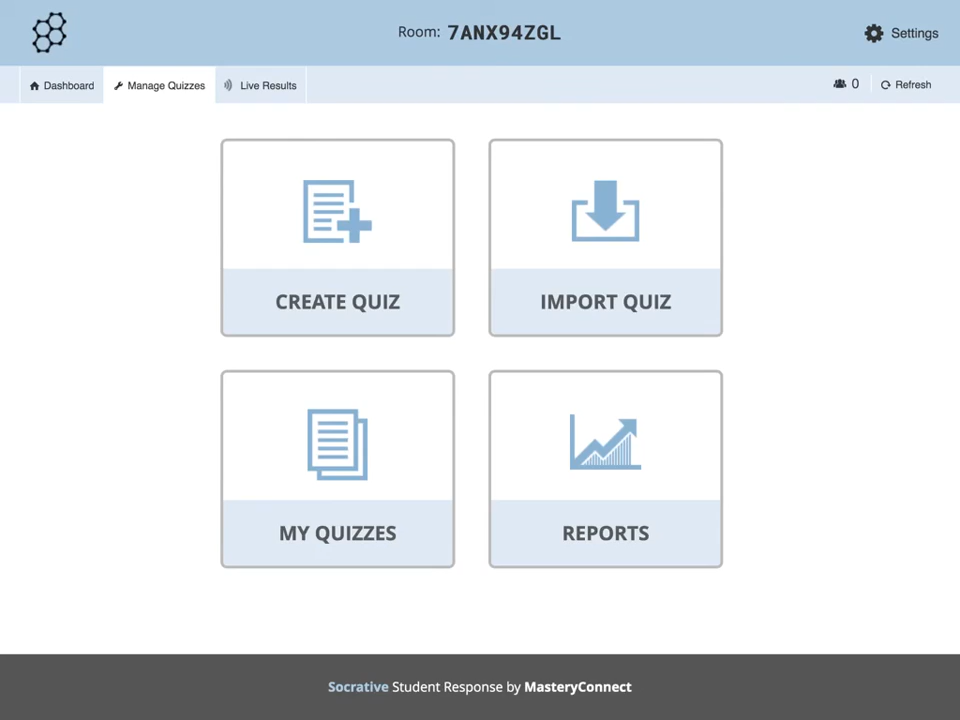 Room: 7ANX94ZGL
Settings
Dashboard
Manage Quizzes
Live Results
0
Refresh
CREATE QUIZ
IMPORT QUIZ
MY QUIZZES
REPORTS
Socrative Student Response by MasteryConnect